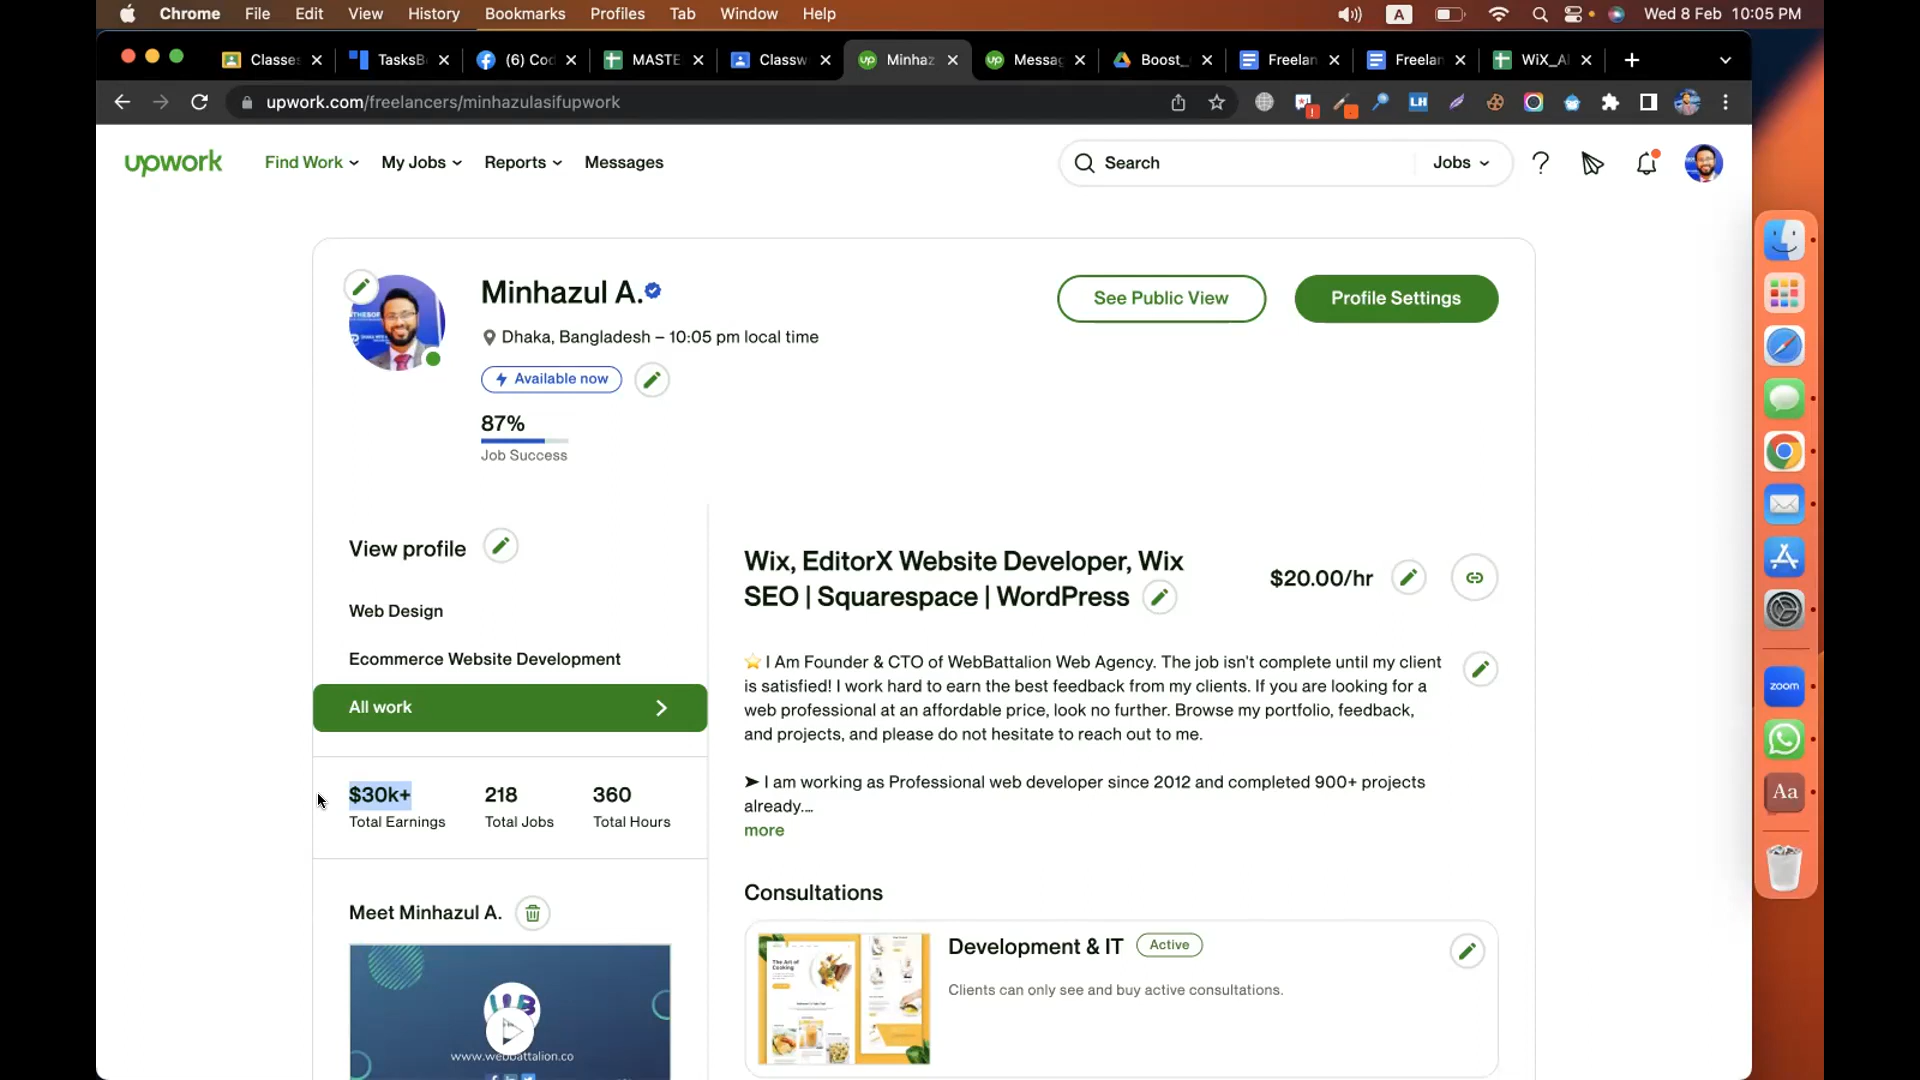 Chrome File Edit View History Bookmarks Profiles Tab Window Help
A Wed 8 Feb 10:05 PM
Classes TasksB (6) Cod MASTE Classw Minhaz Messag Boost_ Freelan Freelan WiX_A
upwork.com/freelancers/minhazulasifupwork
LH
upwork Find Work My Jobs Reports Messages
Search Jobs
Minhazul A.
See Public View
Profile Settings
Dhaka, Bangladesh – 10:05 pm local time
Available now
87%
Job Success
View profile
Web Design
Ecommerce Website Development
All work
$30k+ 218 360
Total Earnings Total Jobs Total Hours
Meet Minhazul A.
www.webbattalion.co
Wix, EditorX Website Developer, Wix
SEO | Squarespace | WordPress
$20.00/hr
⭐ I Am Founder & CTO of WebBattalion Web Agency. The job isn't complete until my client
is satisfied! I work hard to earn the best feedback from my clients. If you are looking for a
web professional at an affordable price, look no further. Browse my portfolio, feedback,
and projects, and please do not hesitate to reach out to me.
➤ I am working as Professional web developer since 2012 and completed 900+ projects
already.…
more
Consultations
Development & IT Active
Clients can only see and buy active consultations.
The Art of
Cooking
zoom
Aa